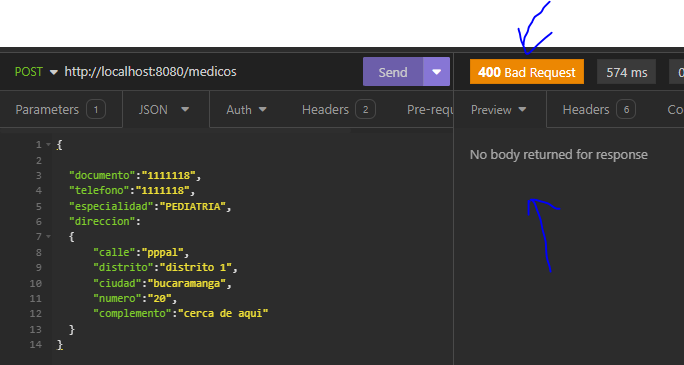 POST http://localhost:8080/medicos Send 400 Bad Request 574 ms
Parameters 1 JSON Auth Headers 2 Pre-requ Preview Headers 6 Co
1 {
2
3 "documento":"1111118",
4 "telefono":"1111118",
5 "especialidad":"PEDIATRIA",
6 "direccion":
7 {
8 "calle":"pppal",
9 "distrito":"distrito 1",
10 "ciudad":"bucaramanga",
11 "numero":"20",
12 "complemento":"cerca de aqui"
13 }
14 }
No body returned for response